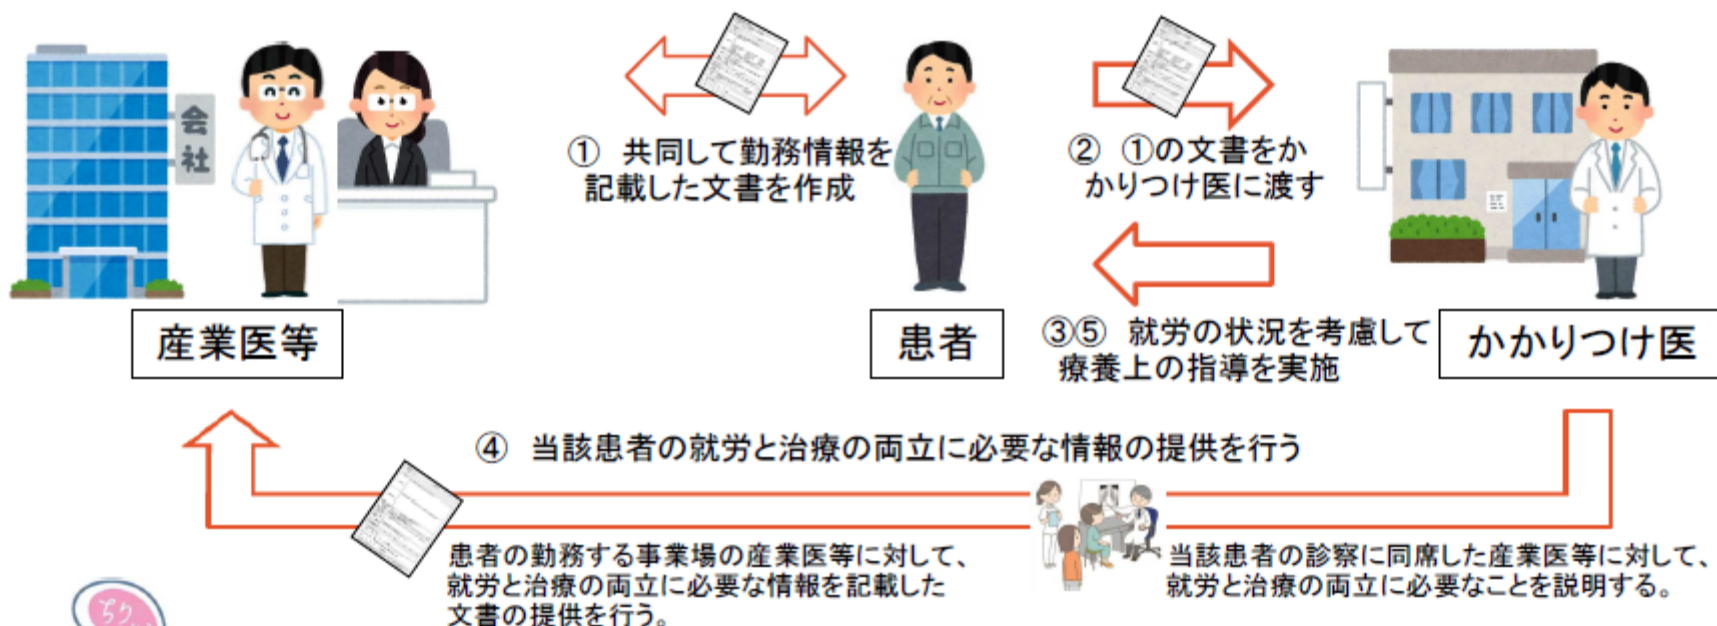 会
社
① 共同して勤務情報を
記載した文書を作成
② ①の文書をか
かりつけ医に渡す
産業医等
患者
③⑤ 就労の状況を考慮して
療養上の指導を実施
かかりつけ医
④ 当該患者の就労と治療の両立に必要な情報の提供を行う
患者の勤務する事業場の産業医等に対して、
就労と治療の両立に必要な情報を記載した
文書の提供を行う。
当該患者の診察に同席した産業医等に対して、
就労と治療の両立に必要なことを説明する。
ちり